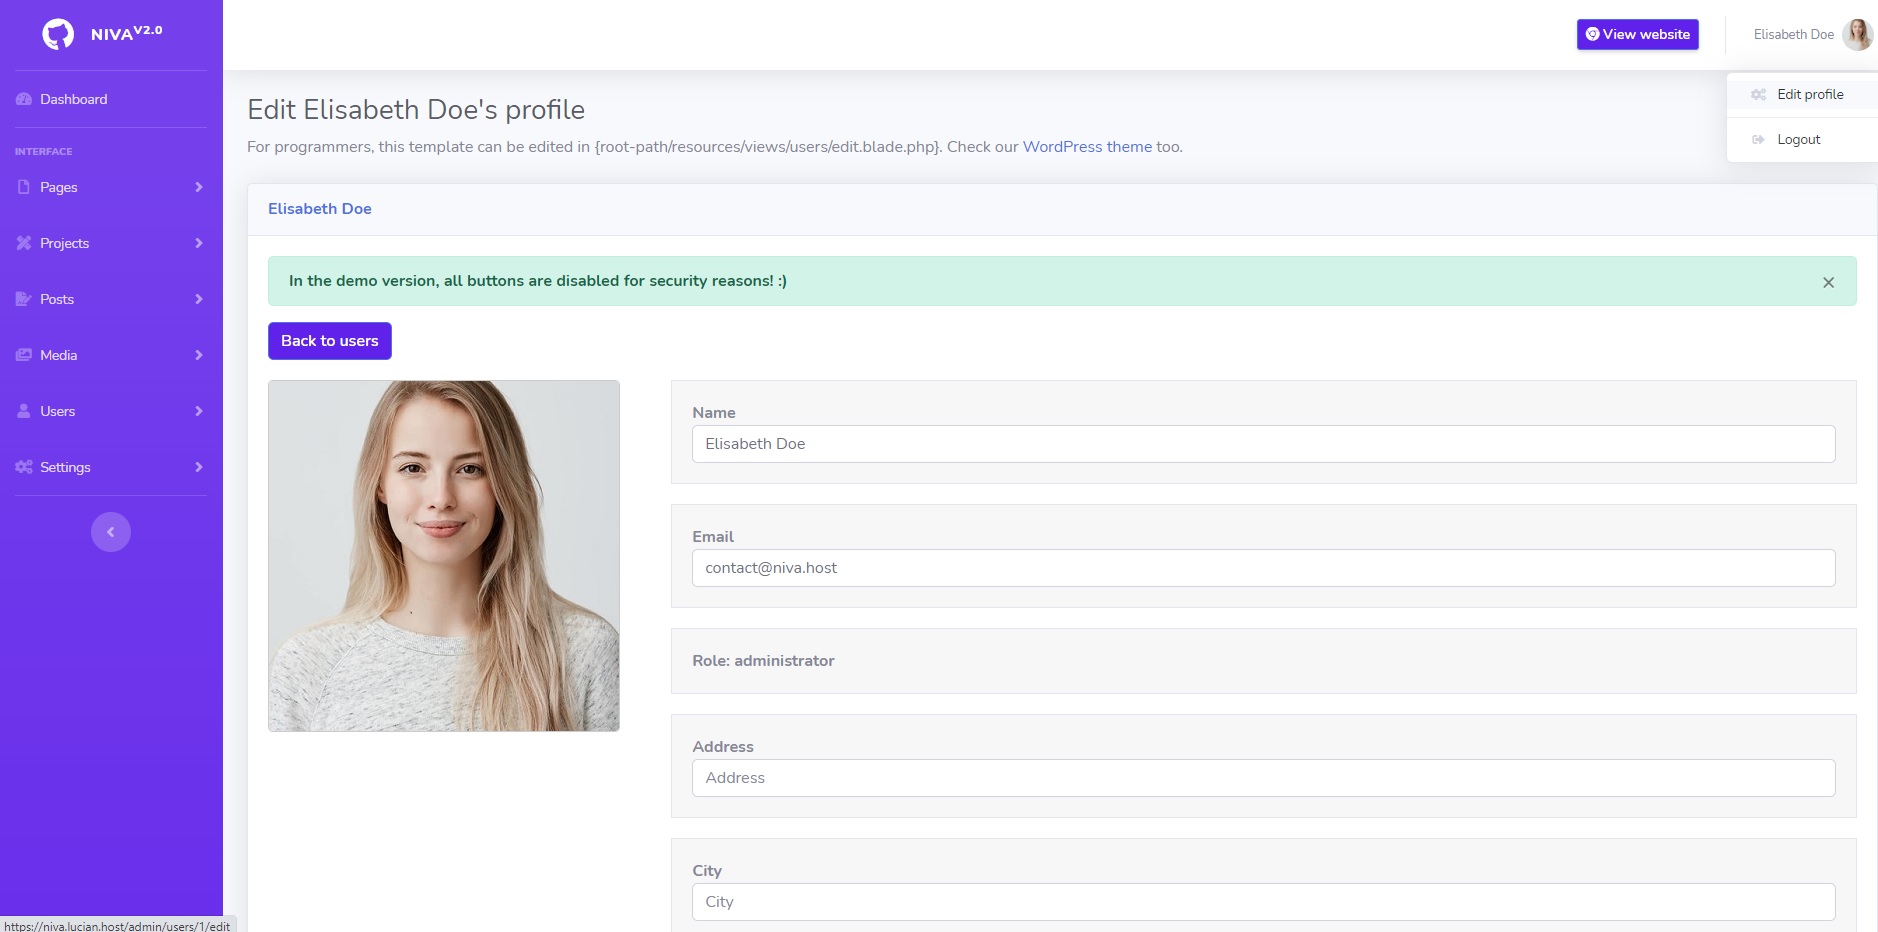 NIVA V2.0
View website
Elisabeth Doe
Edit profile
Logout
Dashboard
INTERFACE
Pages
Projects
Posts
Media
Users
Settings
Edit Elisabeth Doe's profile
For programmers, this template can be edited in {root-path/resources/views/users/edit.blade.php}. Check our WordPress theme too.
Elisabeth Doe
In the demo version, all buttons are disabled for security reasons! :)
×
Back to users
Name
Elisabeth Doe
Email
contact@niva.host
Role: administrator
Address
Address
City
City
https://niva.lucian.host/admin/users/1/edit